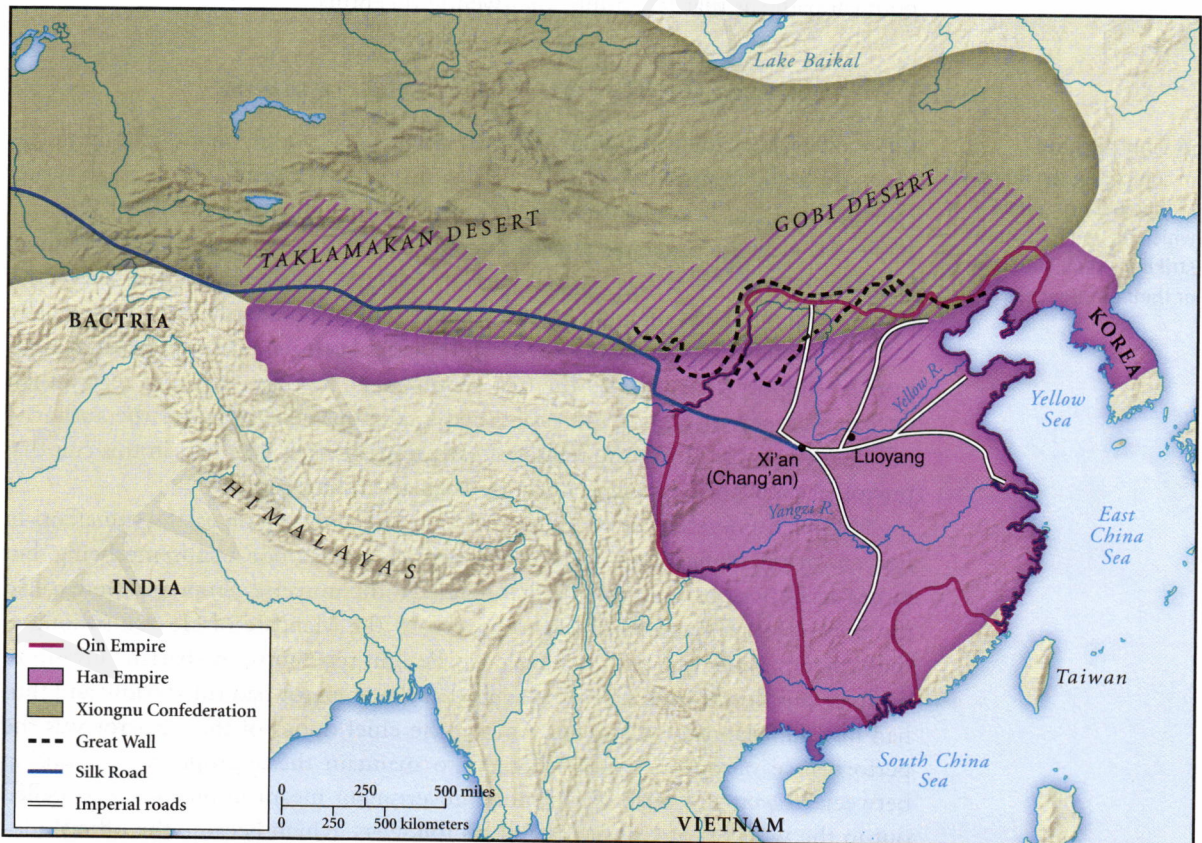 Lake Baikal
GOBI DESERT
TAKLAMAKAN DESERT
BACTRIA
KOREA
Yellow R.
Yellow
Sea
Xi'an
(Chang'an)
Luoyang
HIMALAYAS
Yangzi R.
East
China
Sea
INDIA
Qin Empire
Han Empire
Xiongnu Confederation
Great Wall
Silk Road
Imperial roads
Taiwan
South China
Sea
0 250 500 miles
0 250 500 kilometers
VIETNAM